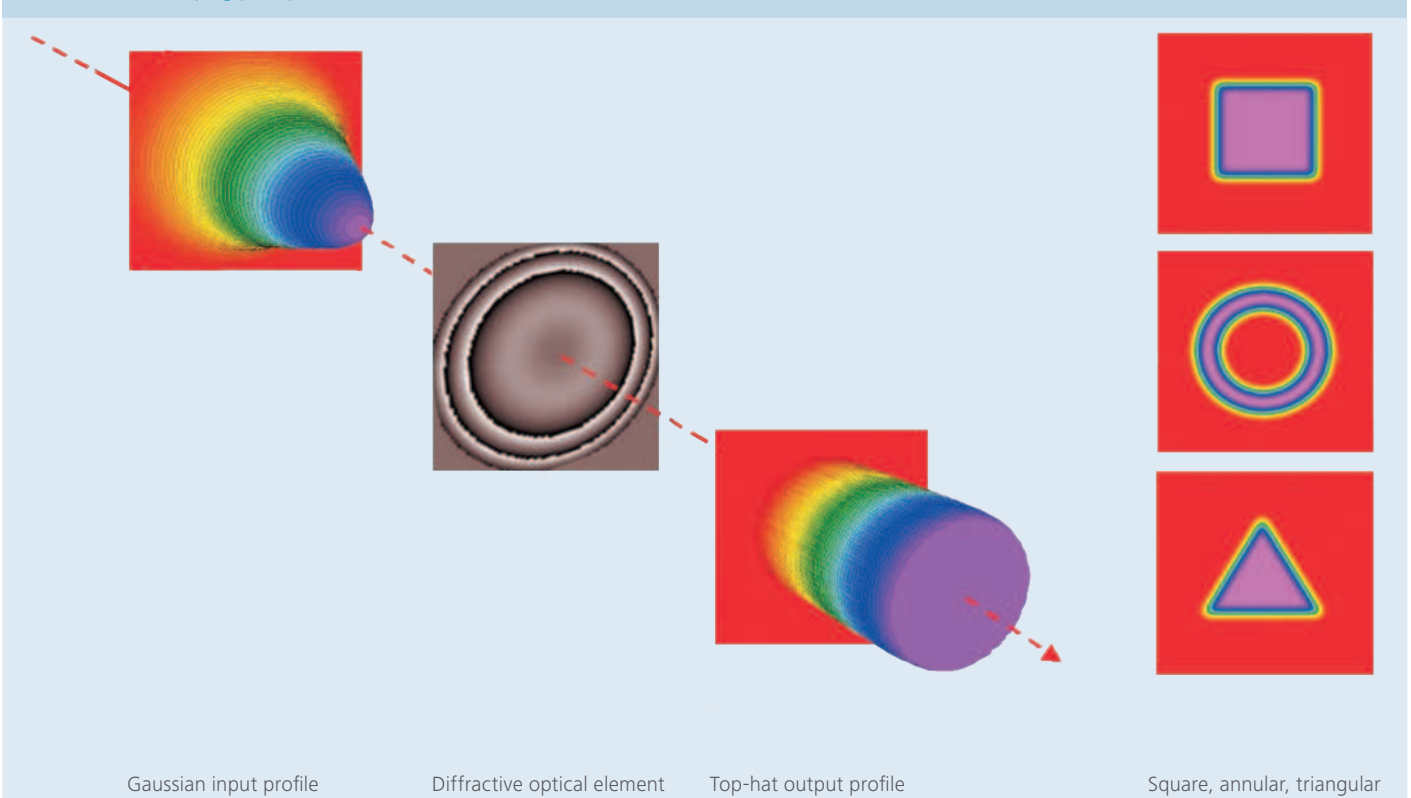 Gaussian input profile
Diffractive optical element
Top-hat output profile
Square, annular, triangular